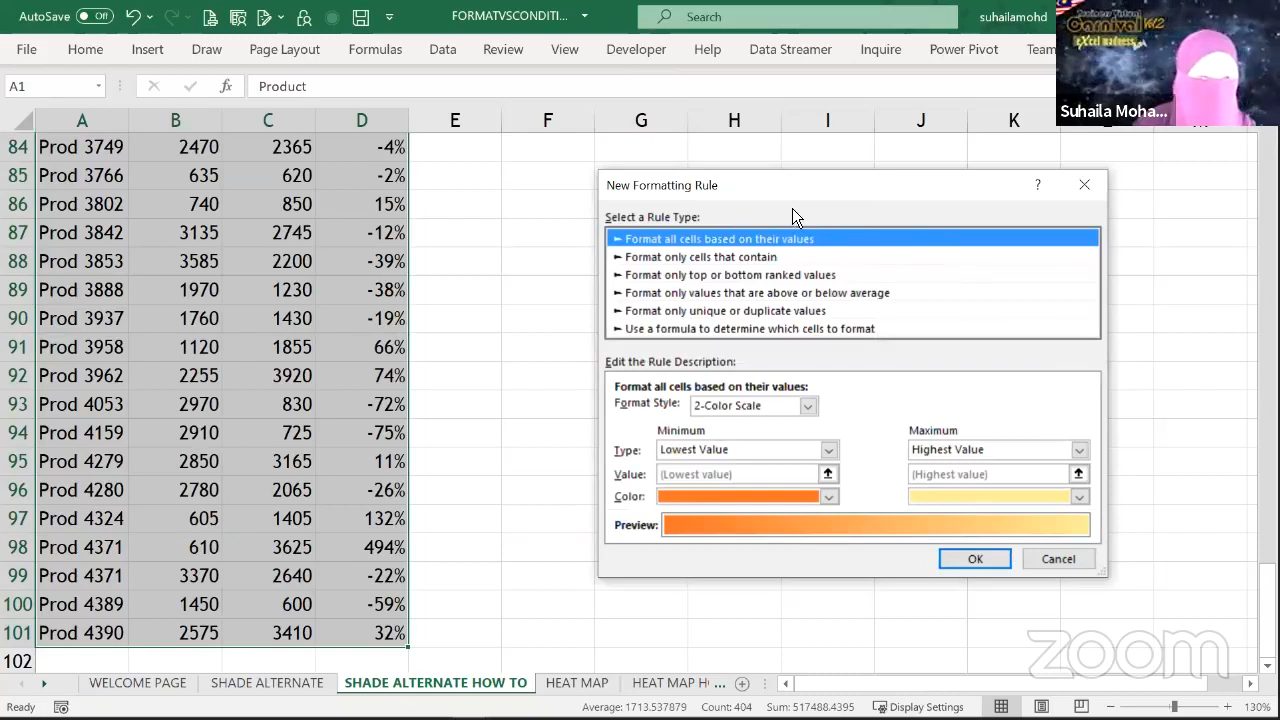 AutoSave Off FORMATVSCONDITI... Search suhailamohd
File Home Insert Draw Page Layout Formulas Data Review View Developer Help Data Streamer Inquire Power Pivot Team
Carnival Vol2
excel madness
Suhaila Moha...
A1 fx Product
A B C D E F G H I J K
84 Prod 3749 2470 2365 -4%
85 Prod 3766 635 620 -2%
86 Prod 3802 740 850 15%
87 Prod 3842 3135 2745 -12%
88 Prod 3853 3585 2200 -39%
89 Prod 3888 1970 1230 -38%
90 Prod 3937 1760 1430 -19%
91 Prod 3958 1120 1855 66%
92 Prod 3962 2255 3920 74%
93 Prod 4053 2970 830 -72%
94 Prod 4159 2910 725 -75%
95 Prod 4279 2850 3165 11%
96 Prod 4280 2780 2065 -26%
97 Prod 4324 605 1405 132%
98 Prod 4371 610 3625 494%
99 Prod 4371 3370 2640 -22%
100 Prod 4389 1450 600 -59%
101 Prod 4390 2575 3410 32%
102
New Formatting Rule ?
Select a Rule Type:
► Format all cells based on their values
► Format only cells that contain
► Format only top or bottom ranked values
► Format only values that are above or below average
► Format only unique or duplicate values
► Use a formula to determine which cells to format
Edit the Rule Description:
Format all cells based on their values:
Format Style: 2-Color Scale
Minimum Maximum
Type: Lowest Value Highest Value
Value: (Lowest value) (Highest value)
Color:
Preview:
OK Cancel
zoom
WELCOME PAGE SHADE ALTERNATE SHADE ALTERNATE HOW TO HEAT MAP HEAT MAP H ...
Ready Average: 1713.537879 Count: 404 Sum: 517488.4395 Display Settings 130%